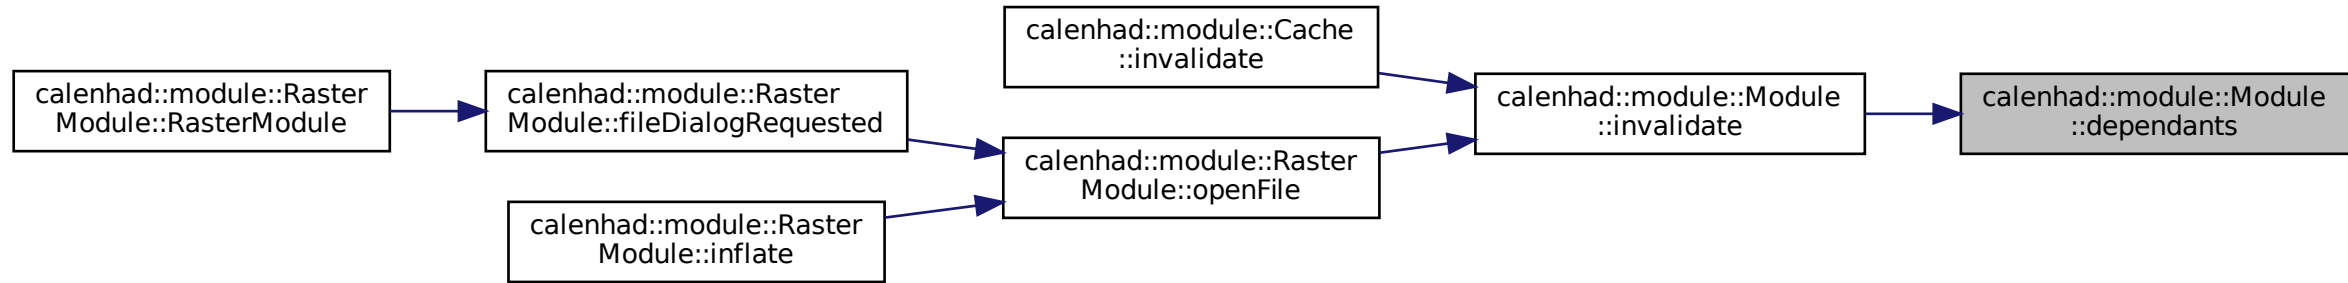 calenhad::module::Raster
Module::RasterModule
calenhad::module::Raster
Module::fileDialogRequested
calenhad::module::Raster
Module::inflate
calenhad::module::Cache
::invalidate
calenhad::module::Raster
Module::openFile
calenhad::module::Module
::invalidate
calenhad::module::Module
::dependants